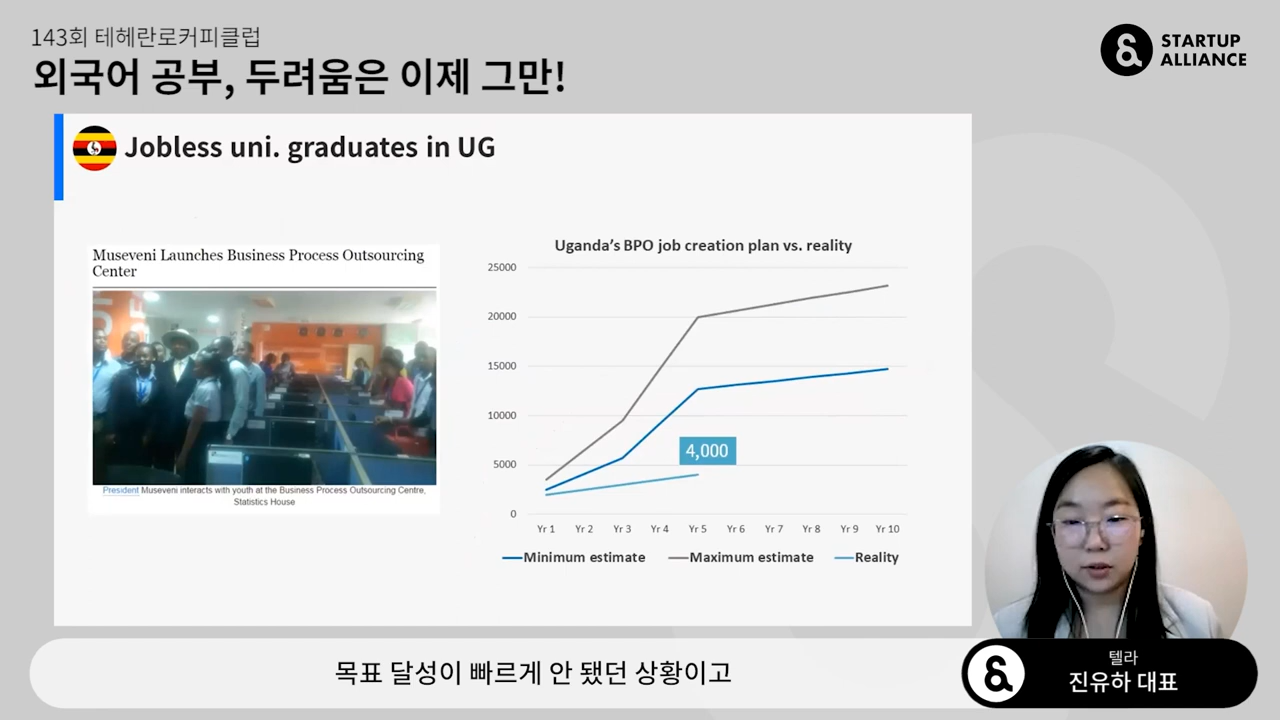 143회 테헤란로커피클럽
외국어 공부, 두려움은 이제 그만!
STARTUP
ALLIANCE
Jobless uni. graduates in UG
Museveni Launches Business Process Outsourcing
Center
President Museveni interacts with youth at the Business Process Outsourcing Centre,
Statistics House
Uganda's BPO job creation plan vs. reality
25000
20000
15000
10000
5000
0
4,000
Yr 1 Yr 2 Yr 3 Yr 4 Yr 5 Yr 6 Yr 7 Yr 8 Yr 9 Yr 10
Minimum estimate Maximum estimate Reality
목표 달성이 빠르게 안 됐던 상황이고
텔라
진유하 대표